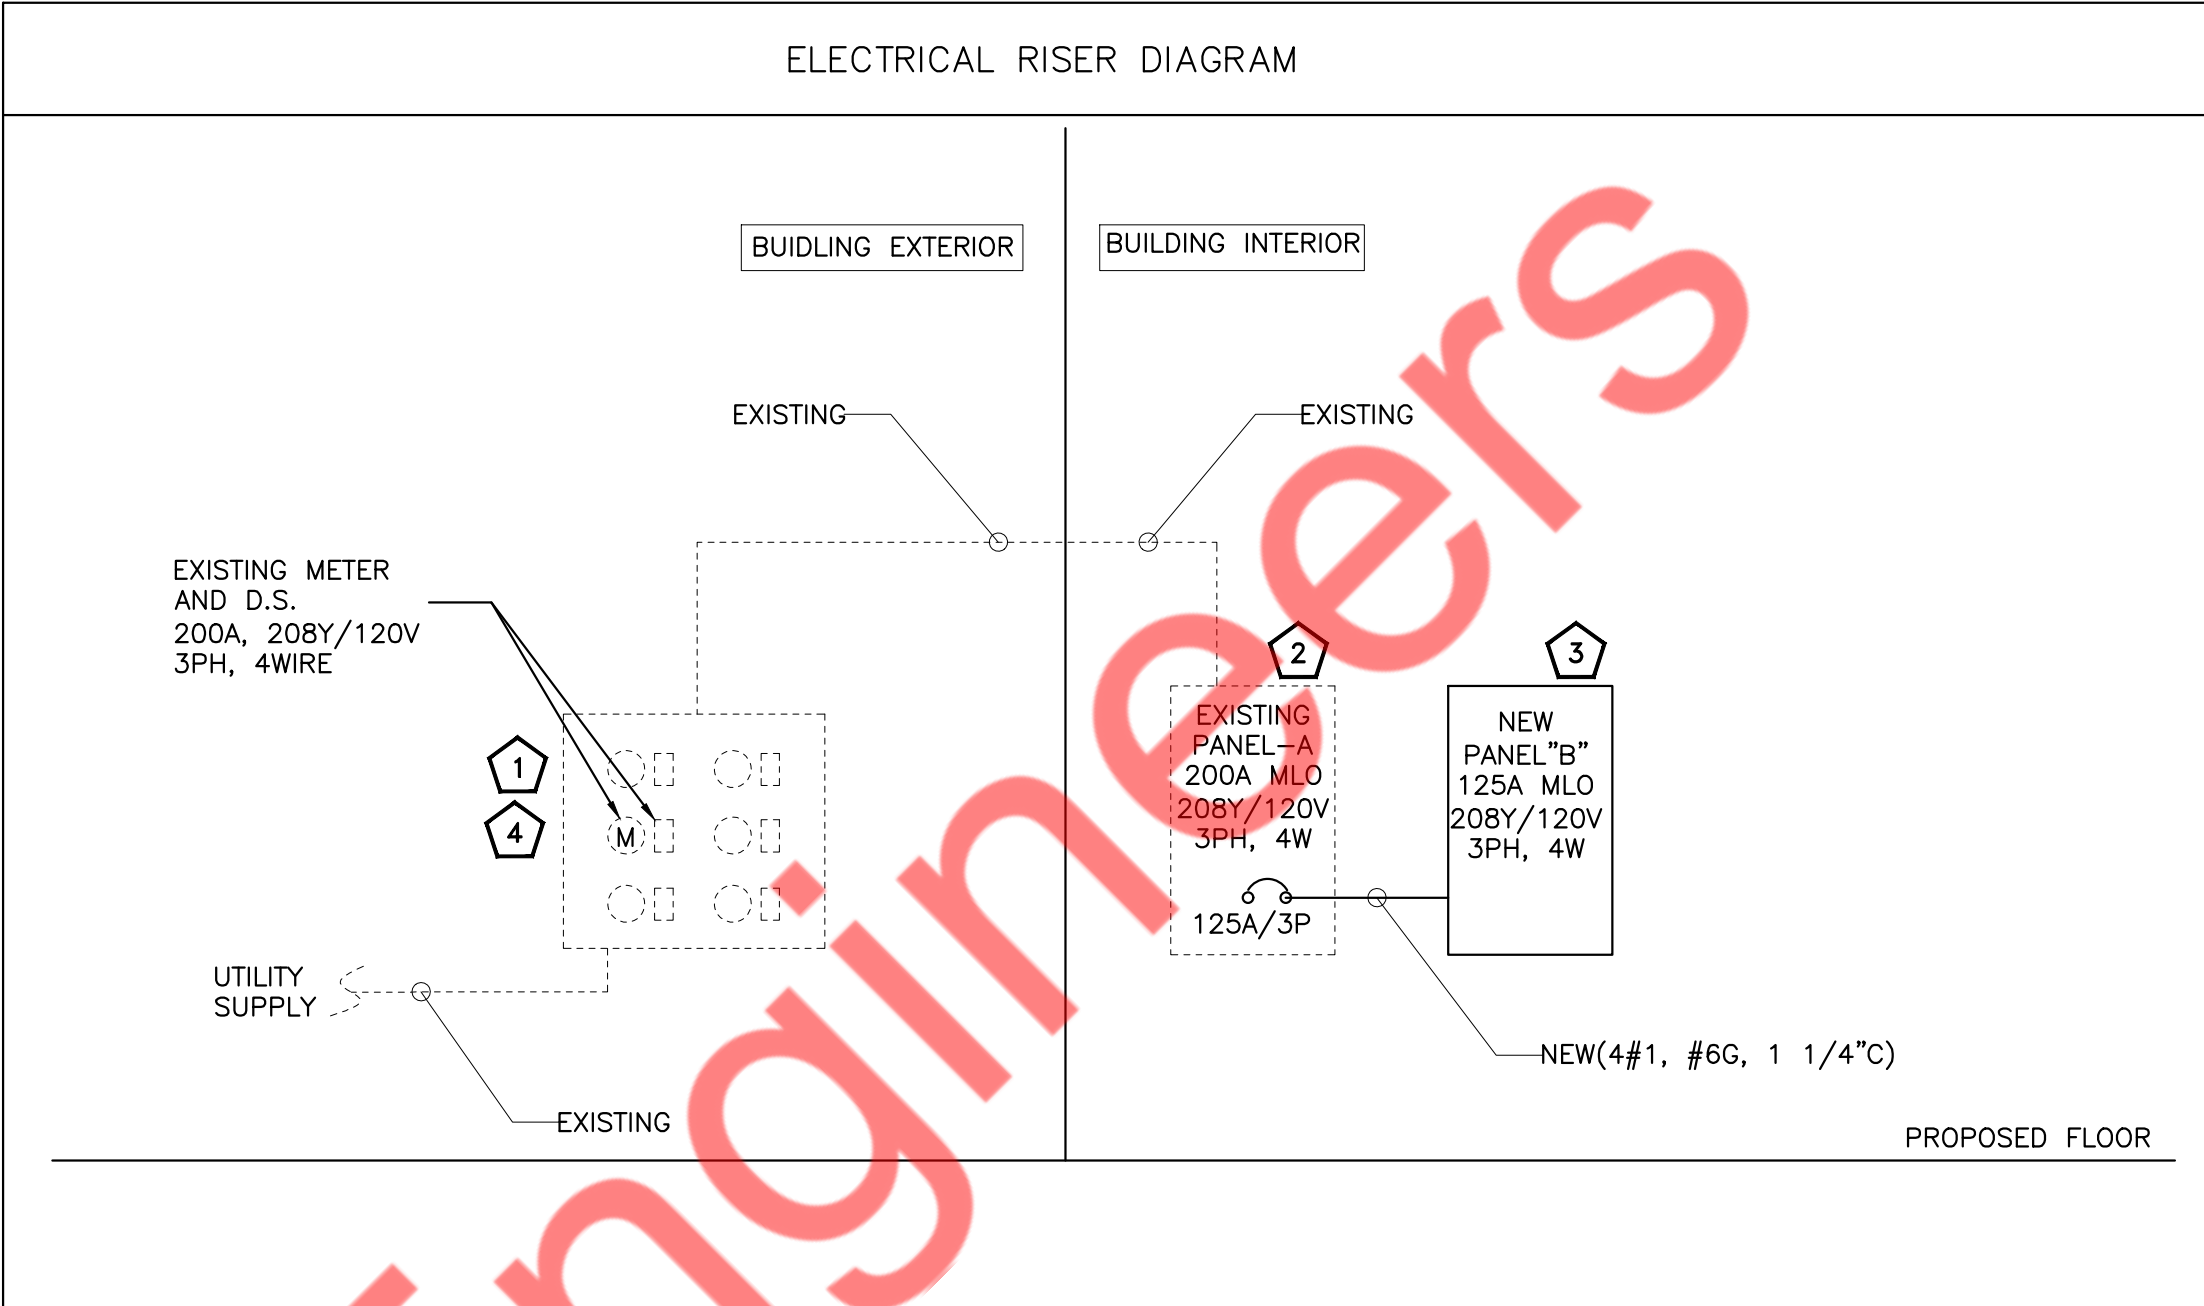 ELECTRICAL RISER DIAGRAM
BUIDLING EXTERIOR
BUILDING INTERIOR
EXISTING
EXISTING
EXISTING METER
AND D.S.
200A, 208Y/120V
3PH, 4WIRE
1
4
M
2
3
EXISTING
PANEL-A
200A MLO
208Y/120V
3PH, 4W
125A/3P
NEW
PANEL"B"
125A MLO
208Y/120V
3PH, 4W
UTILITY
SUPPLY
EXISTING
NEW(4#1, #6G, 1 1/4"C)
PROPOSED FLOOR
ngineers